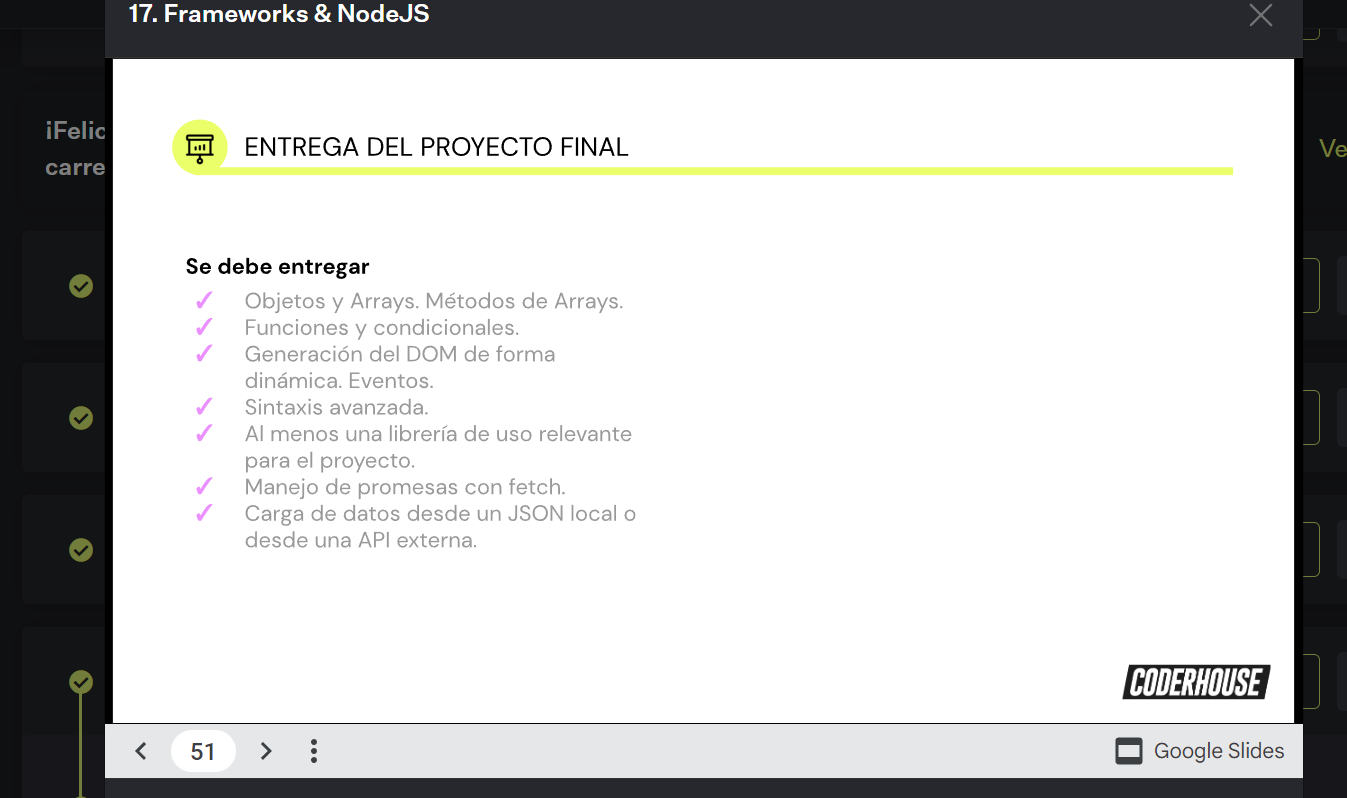 17. Frameworks & NodeJS
¡Felic
carre
Ve
ENTREGA DEL PROYECTO FINAL
Se debe entregar
✓ Objetos y Arrays. Métodos de Arrays.
✓ Funciones y condicionales.
✓ Generación del DOM de forma
dinámica. Eventos.
✓ Sintaxis avanzada.
✓ Al menos una librería de uso relevante
para el proyecto.
✓ Manejo de promesas con fetch.
✓ Carga de datos desde un JSON local o
desde una API externa.
CODERHOUSE
51
Google Slides